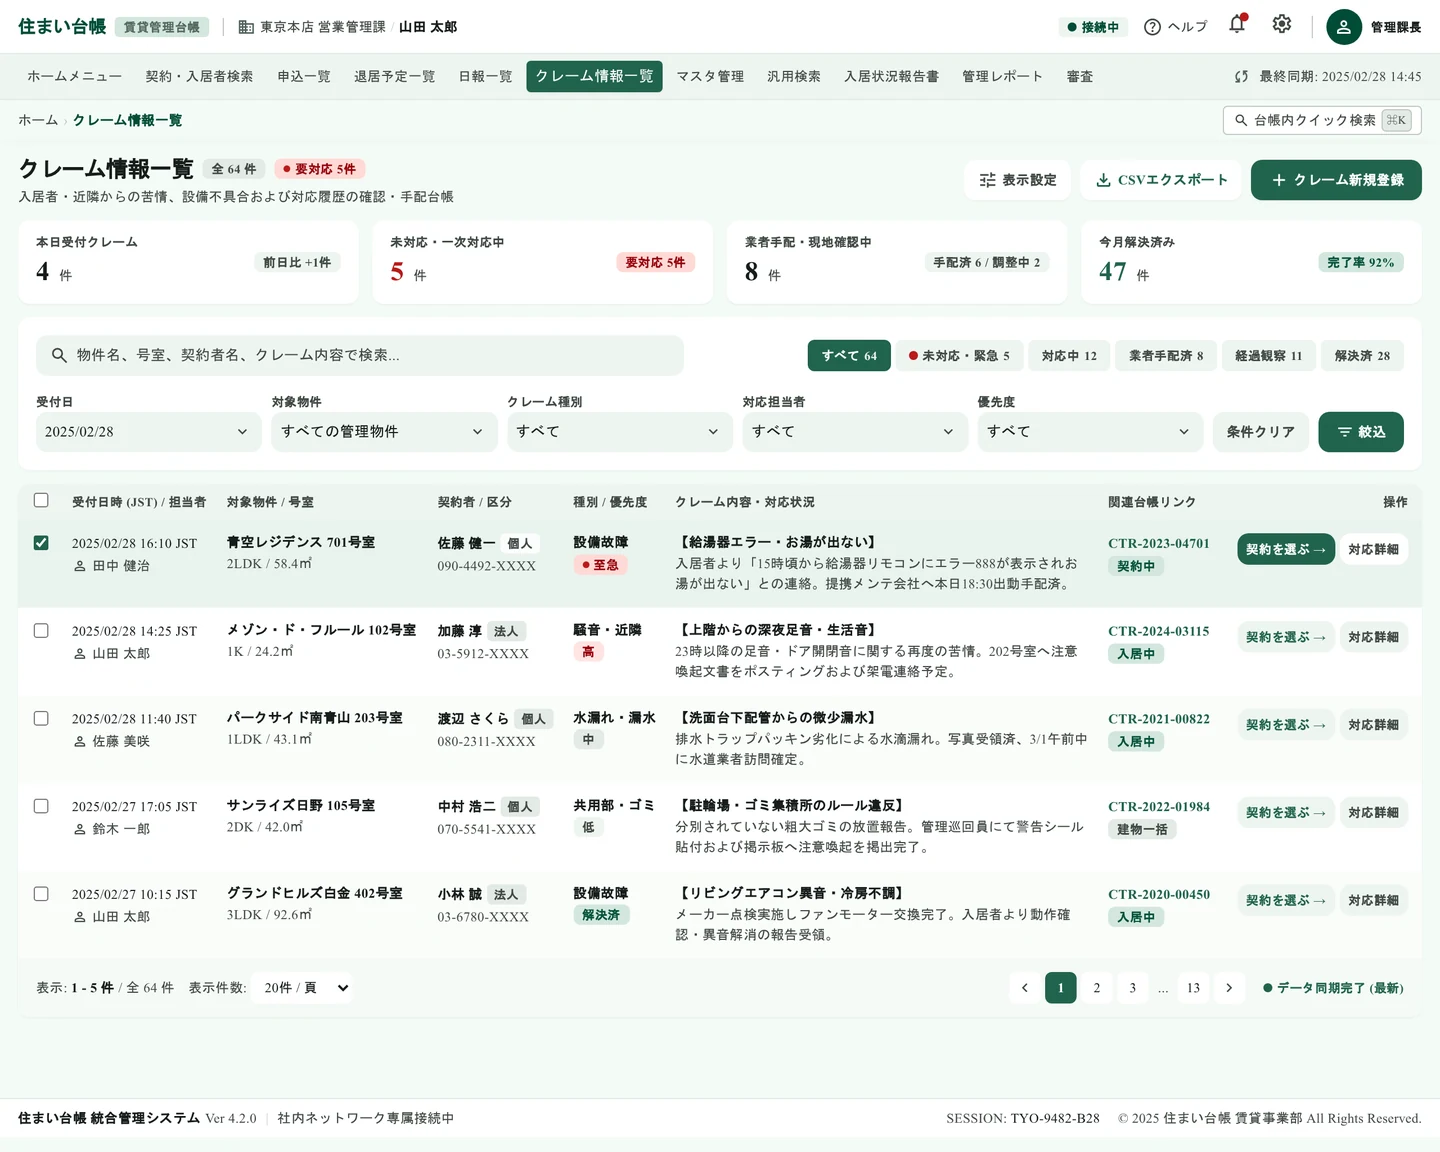 住まい台帳 賃貸管理台帳 東京本店 営業管理課 / 山田 太郎 接続中 ヘルプ 管理課長
ホームメニュー 契約・入居者検索 申込一覧 退居予定一覧 日報一覧 クレーム情報一覧 マスタ管理 汎用検索 入居状況報告書 管理レポート 審査 最終同期: 2025/02/28 14:45
ホーム › クレーム情報一覧 台帳内クイック検索 ⌘K
クレーム情報一覧 全 64 件 要対応 5件
入居者・近隣からの苦情、設備不具合および対応履歴の確認・手配台帳
表示設定 CSVエクスポート クレーム新規登録
本日受付クレーム
4 件 前日比 +1件
未対応・一次対応中
5 件 要対応 5件
業者手配・現地確認中
8 件 手配済 6 / 調整中 2
今月解決済み
47 件 完了率 92%
物件名、号室、契約者名、クレーム内容で検索...
すべて 64 未対応・緊急 5 対応中 12 業者手配済 8 経過観察 11 解決済 28
受付日 対象物件 クレーム種別 対応担当者 優先度
2025/02/28 すべての管理物件 すべて すべて すべて 条件クリア 絞込
受付日時 (JST) / 担当者 対象物件 / 号室 契約者 / 区分 種別 / 優先度 クレーム内容・対応状況 関連台帳リンク 操作
2025/02/28 16:10 JST 青空レジデンス 701号室 佐藤 健一 個人 設備故障 【給湯器エラー・お湯が出ない】 CTR-2023-04701 契約を選ぶ→ 対応詳細
田中 健治 2LDK / 58.4㎡ 090-4492-XXXX 至急 入居者より「15時頃から給湯器リモコンにエラー888が表示されお 契約中
湯が出ない」との連絡。提携メンテ会社へ本日18:30出動手配済。
2025/02/28 14:25 JST メゾン・ド・フルール 102号室 加藤 淳 法人 騒音・近隣 【上階からの深夜足音・生活音】 CTR-2024-03115 契約を選ぶ→ 対応詳細
山田 太郎 1K / 24.2㎡ 03-5912-XXXX 高 23時以降の足音・ドア開閉音に関する再度の苦情。202号室へ注意 入居中
喚起文書をポスティングおよび架電連絡予定。
2025/02/28 11:40 JST パークサイド南青山 203号室 渡辺 さくら 個人 水漏れ・漏水 【洗面台下配管からの微少漏水】 CTR-2021-00822 契約を選ぶ→ 対応詳細
佐藤 美咲 1LDK / 43.1㎡ 080-2311-XXXX 中 排水トラップパッキン劣化による水滴漏れ。写真受領済、3/1午前中 入居中
に水道業者訪問確定。
2025/02/27 17:05 JST サンライズ日野 105号室 中村 浩二 個人 共用部・ゴミ 【駐輪場・ゴミ集積所のルール違反】 CTR-2022-01984 契約を選ぶ→ 対応詳細
鈴木 一郎 2DK / 42.0㎡ 070-5541-XXXX 低 分別されていない粗大ゴミの放置報告。管理巡回員にて警告シール 建物一括
貼付および掲示板へ注意喚起を掲出完了。
2025/02/27 10:15 JST グランドヒルズ白金 402号室 小林 誠 法人 設備故障 【リビングエアコン異音・冷房不調】 CTR-2020-00450 契約を選ぶ→ 対応詳細
山田 太郎 3LDK / 92.6㎡ 03-6780-XXXX 解決済 メーカー点検実施しファンモーター交換完了。入居者より動作確 入居中
認・異音解消の報告受領。
表示: 1 - 5 件 / 全 64 件 表示件数: 20件 / 頁 ‹ 1 2 3 ... 13 › データ同期完了 (最新)
住まい台帳 統合管理システム Ver 4.2.0 社内ネットワーク専属接続中 SESSION: TYO-9482-B28 © 2025 住まい台帳 賃貸事業部 All Rights Reserved.